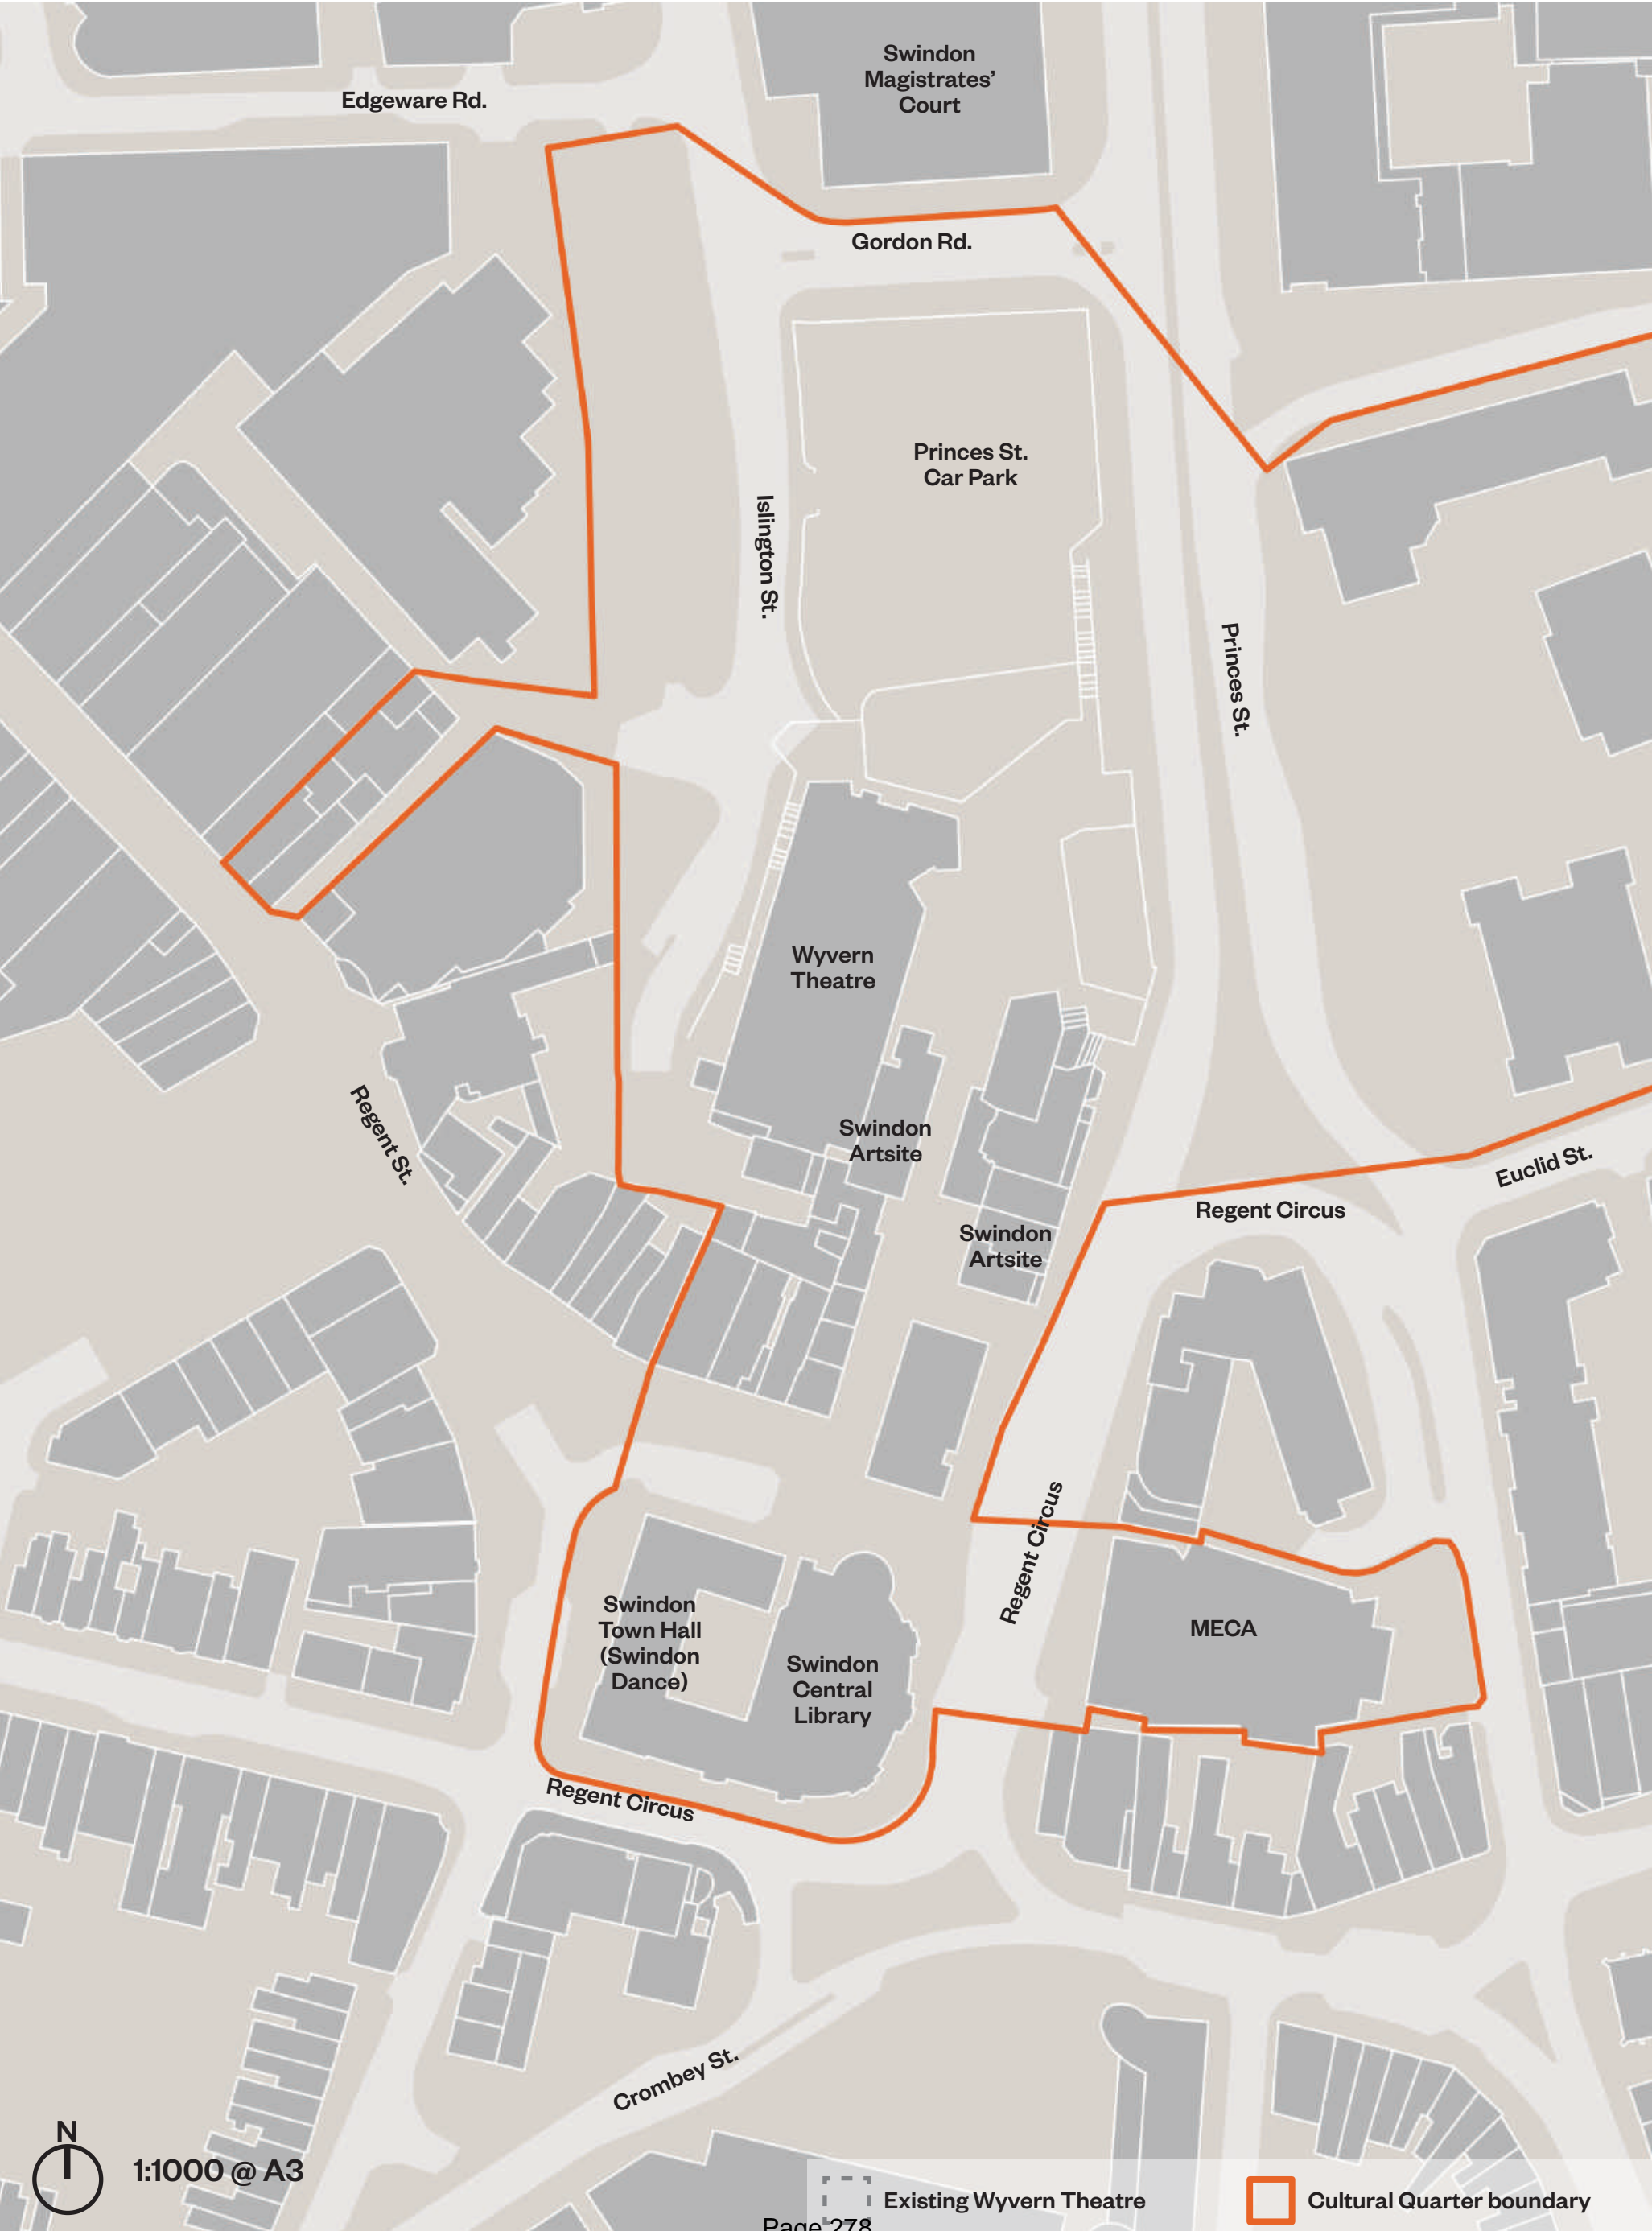 Swindon
Magistrates’
Court
Edgeware Rd.
Gordon Rd.
Princes St.
Car Park
Islington St.
Princes St.
Wyvern
Theatre
Regent St.
Swindon
Artsite
Euclid St.
Regent Circus
Swindon
Artsite
Regent Circus
Swindon
Town Hall
(Swindon
Dance)
MECA
Swindon
Central
Library
Regent Circus
Crombey St.
N
1:1000 @ A3
Existing Wyvern Theatre
Cultural Quarter boundary
Page 278